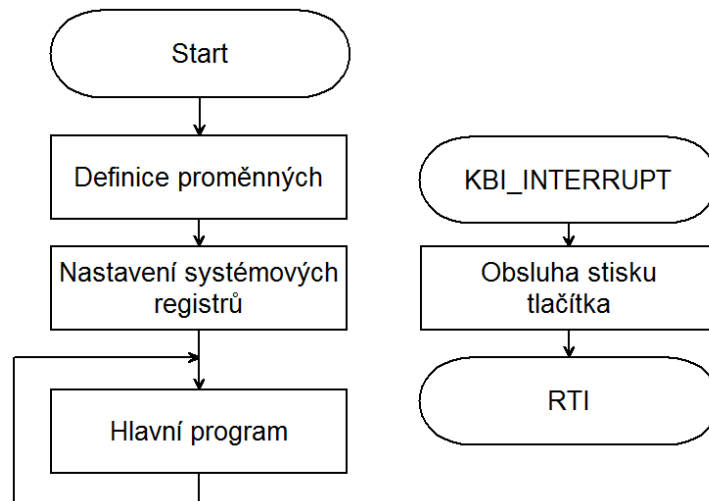 Start
Definice proměnných
Nastavení systémových
registrů
Hlavní program
KBI_INTERRUPT
Obsluha stisku
tlačítka
RTI